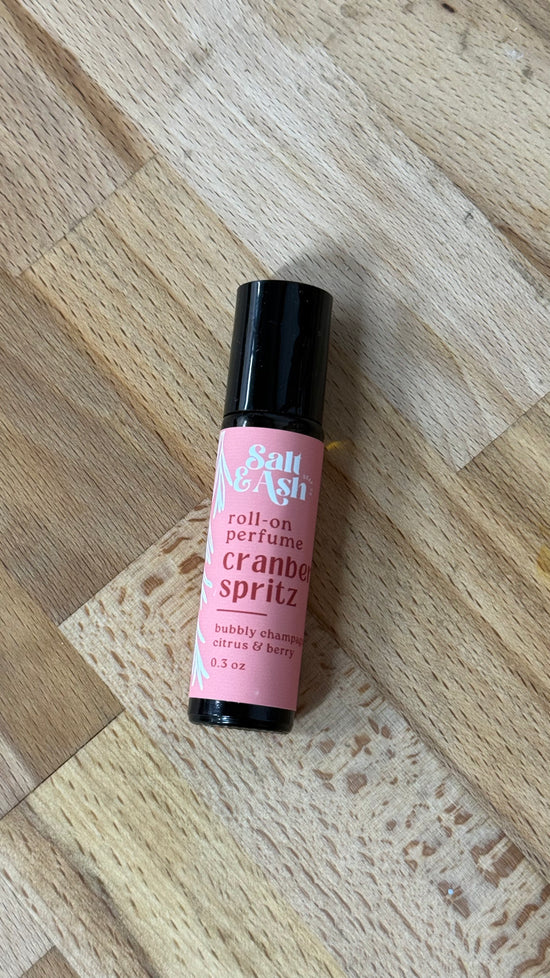 Salt
& Ash
roll-on
perfume
cranber
spritz
bubbly champag
citrus & berry
0.3 oz